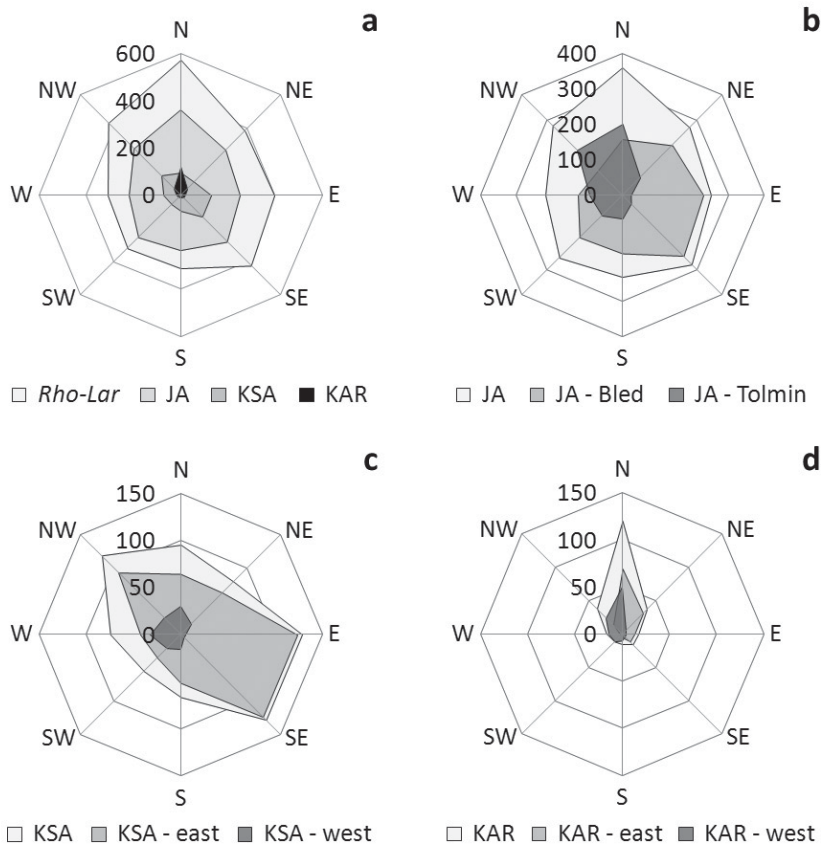 a
N
600
NW
NE
400
200
W
0
E
SW
SE
S
Rho-Lar JA KSA KAR
b
N
400
NW
300
NE
200
100
W
0
E
SW
SE
S
JA JA - Bled JA - Tolmin
c
N
150
NW
NE
100
50
W
0
E
SW
SE
S
KSA KSA - east KSA - west
d
N
150
NW
NE
100
50
W
0
E
SW
SE
S
KAR KAR - east KAR - west